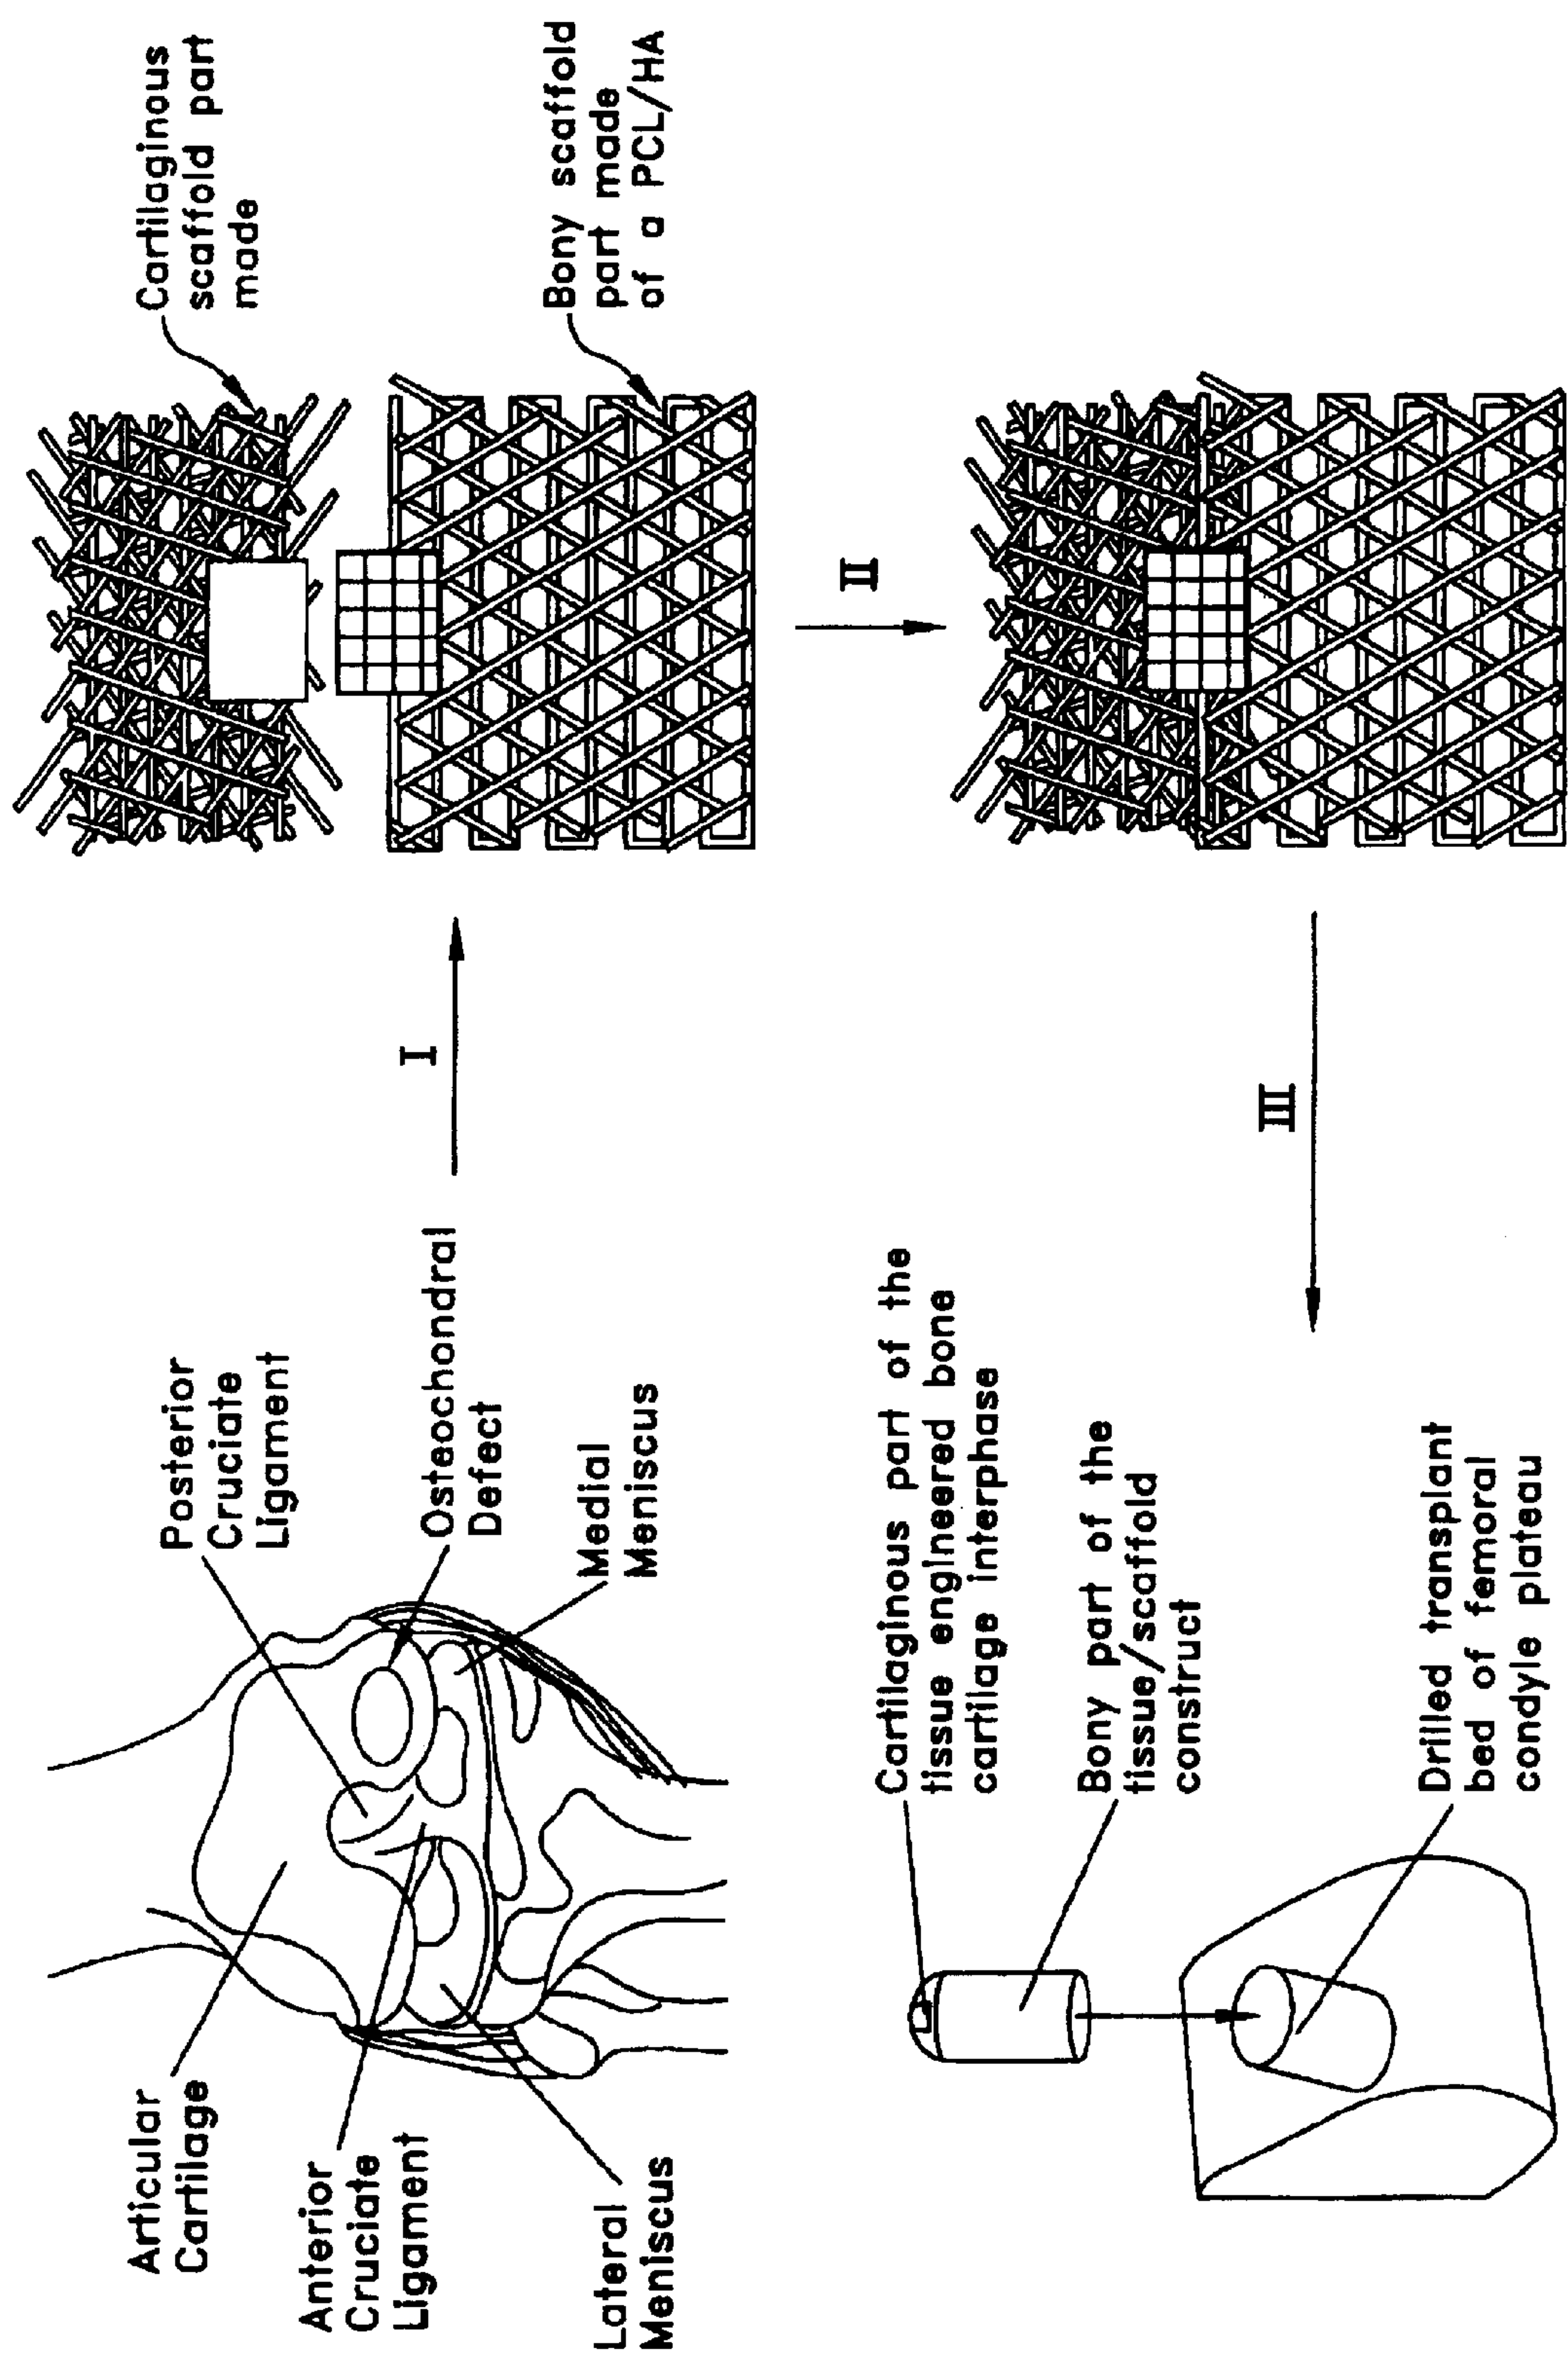 Articular
Cartilage
Anterior
Cruciate
Ligament
Lateral
Meniscus
Posterior
Cruciate
Ligament
Osteochondral
Defect
Medial
Meniscus
I
Cartilaginous
scaffold part
made
Bony scaffold
part made
of a PCL/HA
II
III
Cartilaginous part of the
tissue engineered bone
cartilage interphase
Bony part of the
tissue/scaffold
construct
Drilled transplant
bed of femoral
condyle plateau